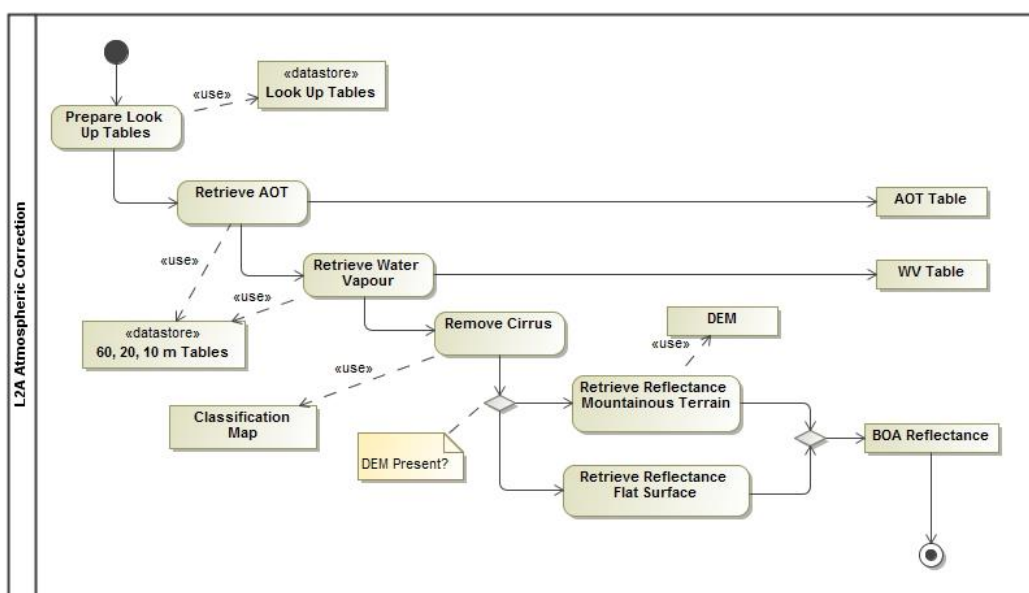 L2A Atmospheric Correction
«datastore»
Look Up Tables
«use»
Prepare Look
Up Tables
Retrieve AOT
AOT Table
«use»
Retrieve Water
Vapour
WV Table
«use»
«datastore»
60, 20, 10 m Tables
Remove Cirrus
DEM
«use»
«use»
Classification
Map
Retrieve Reflectance
Mountainous Terrain
BOA Reflectance
DEM Present?
Retrieve Reflectance
Flat Surface